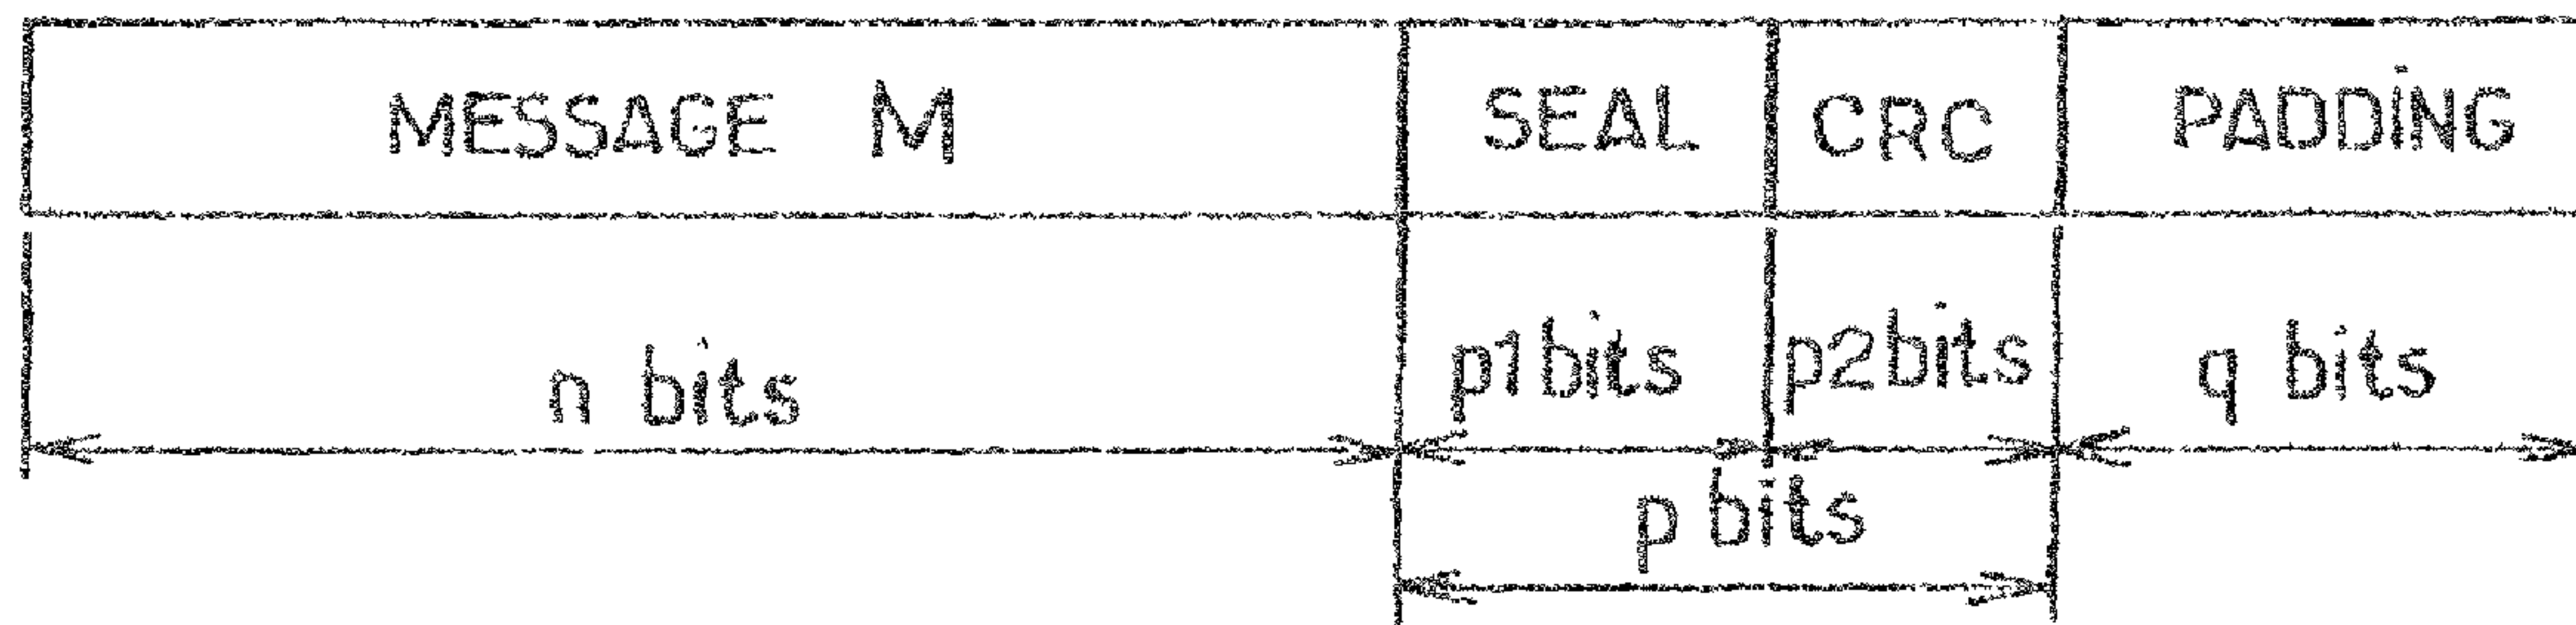 MESSAGE M SEAL CRC PADDING
n bits p1bits p2bits q bits
p bits